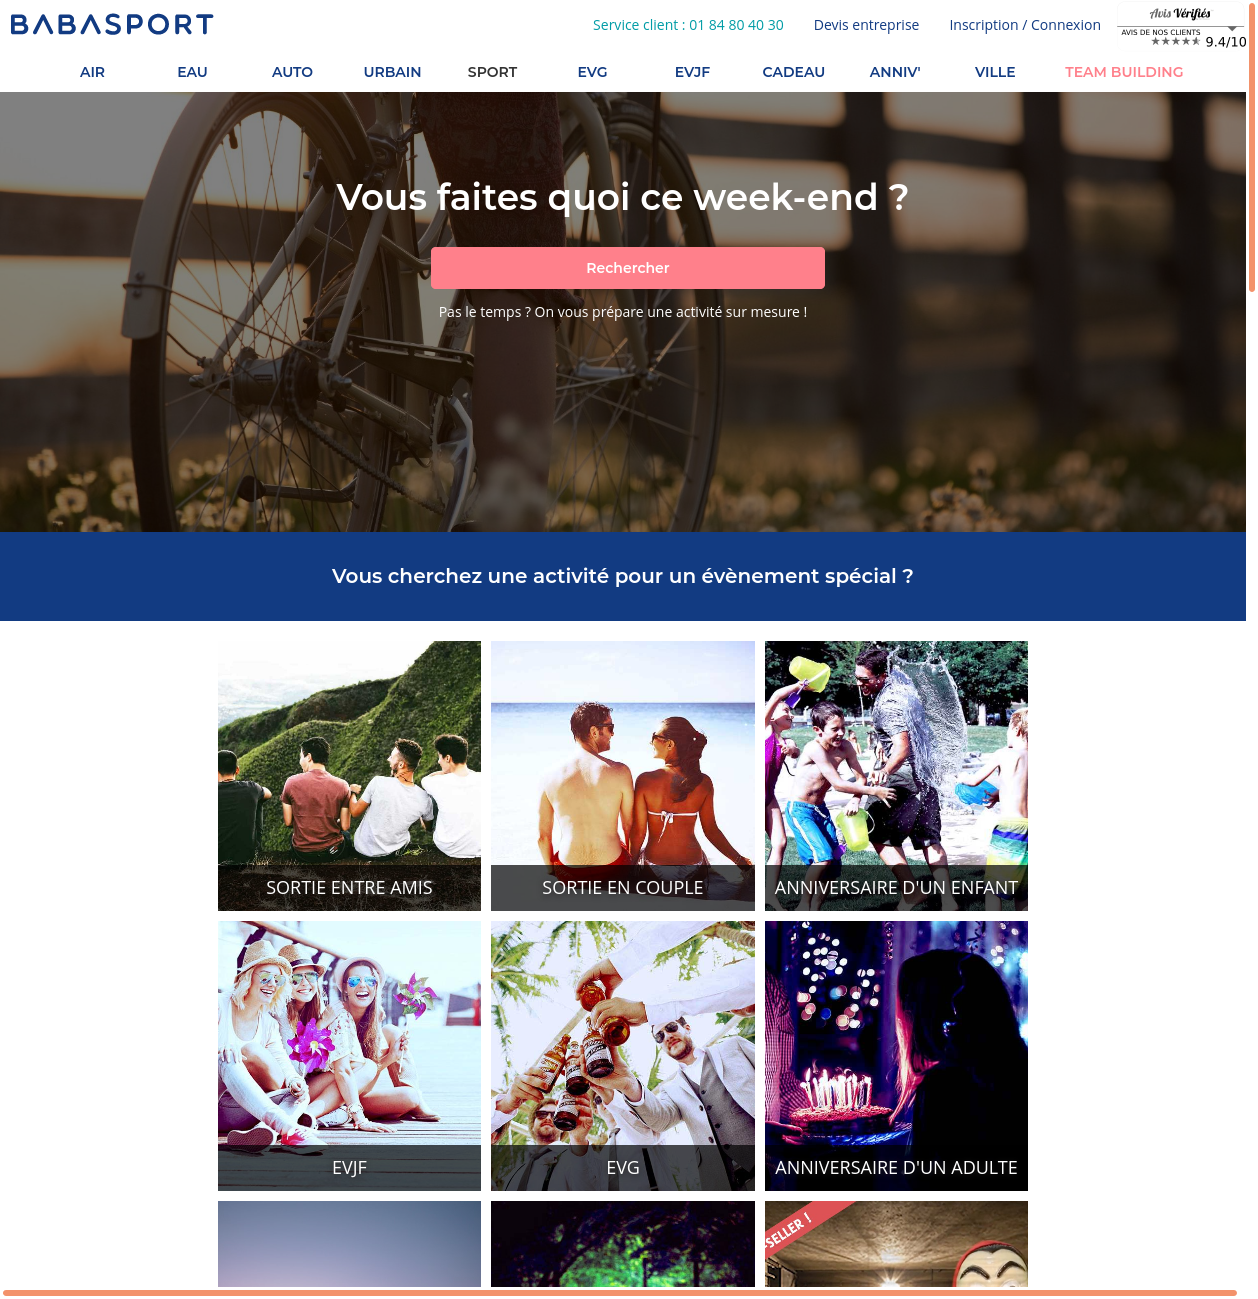 BABASPORT
Service client : 01 84 80 40 30
Devis entreprise
Inscription / Connexion
Avis Vérifiés
AVIS DE NOS CLIENTS
9.4/10
AIR
EAU
AUTO
URBAIN
SPORT
EVG
EVJF
CADEAU
ANNIV'
VILLE
TEAM BUILDING
Vous faites quoi ce week-end ?
Rechercher
Pas le temps ? On vous prépare une activité sur mesure !
Vous cherchez une activité pour un évènement spécial ?
SORTIE ENTRE AMIS
SORTIE EN COUPLE
ANNIVERSAIRE D'UN ENFANT
EVJF
EVG
ANNIVERSAIRE D'UN ADULTE
-SELLER !